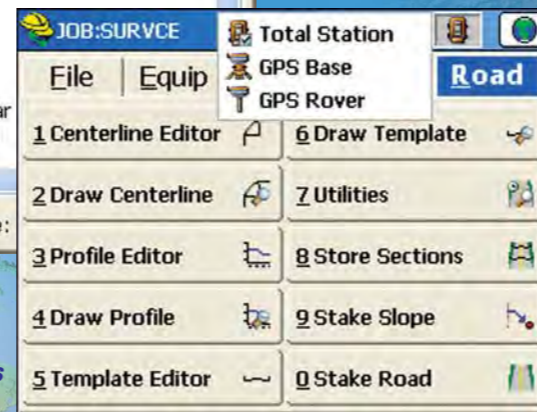 JOB:SURVCE
Total Station
GPS Base
GPS Rover
File Equip Road
1 Centerline Editor
2 Draw Centerline
3 Profile Editor
4 Draw Profile
5 Template Editor
6 Draw Template
7 Utilities
8 Store Sections
9 Stake Slope
0 Stake Road